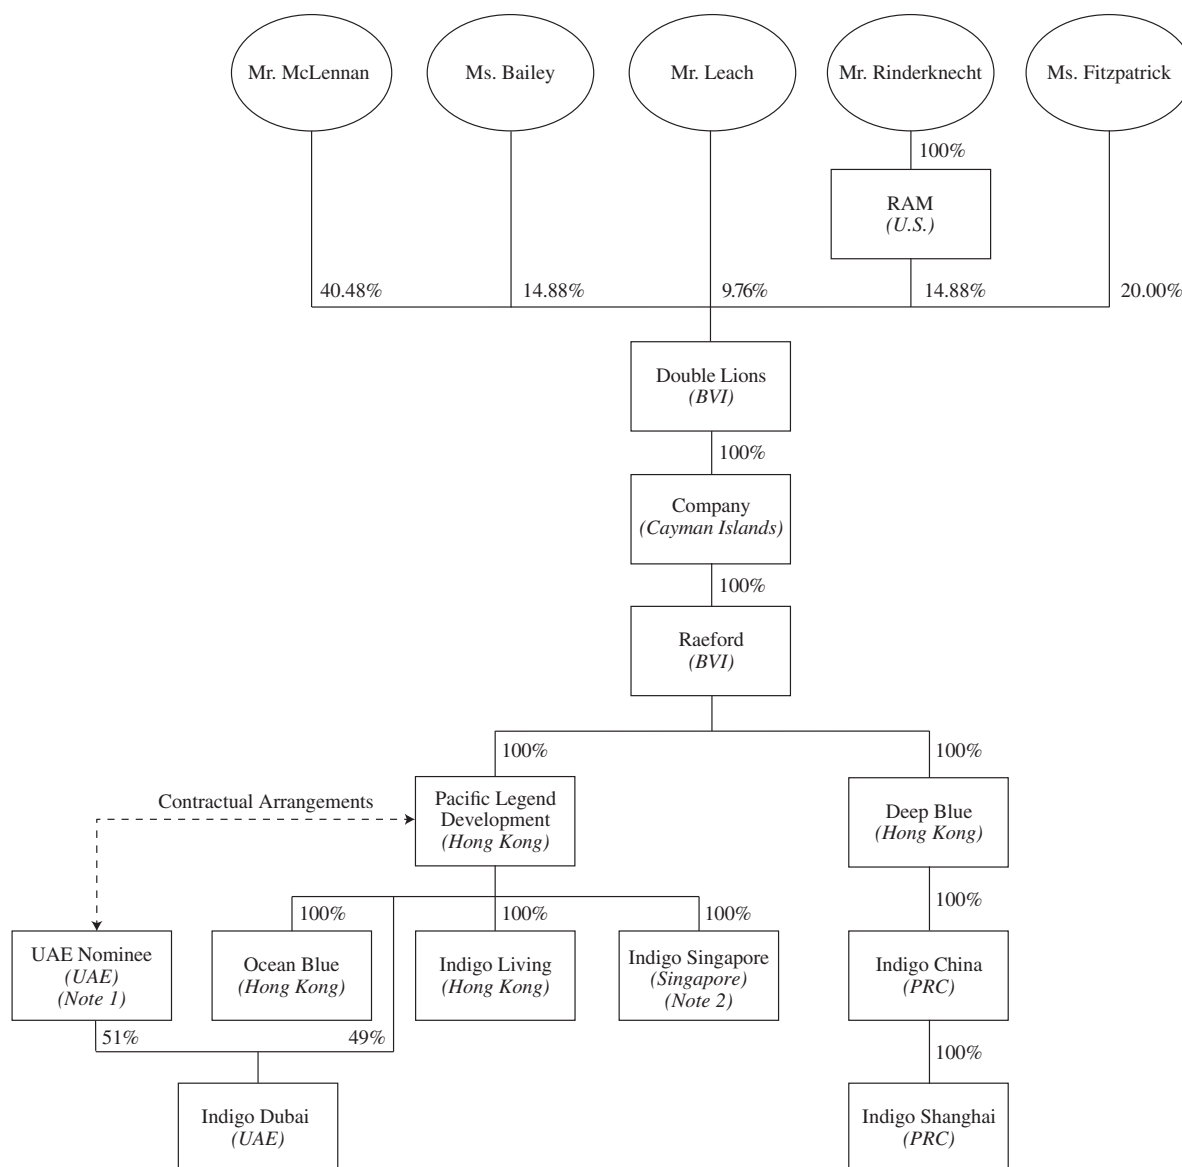 Mr. McLennan
Ms. Bailey
Mr. Leach
Mr. Rinderknecht
Ms. Fitzpatrick
100%
RAM
(U.S.)
40.48%
14.88%
9.76%
14.88%
20.00%
Double Lions
(BVI)
100%
Company
(Cayman Islands)
100%
Raeford
(BVI)
100%
100%
Contractual Arrangements
Pacific Legend
Development
(Hong Kong)
Deep Blue
(Hong Kong)
100%
100%
100%
100%
UAE Nominee
(UAE)
(Note 1)
Ocean Blue
(Hong Kong)
Indigo Living
(Hong Kong)
Indigo Singapore
(Singapore)
(Note 2)
Indigo China
(PRC)
51%
49%
100%
Indigo Dubai
(UAE)
Indigo Shanghai
(PRC)